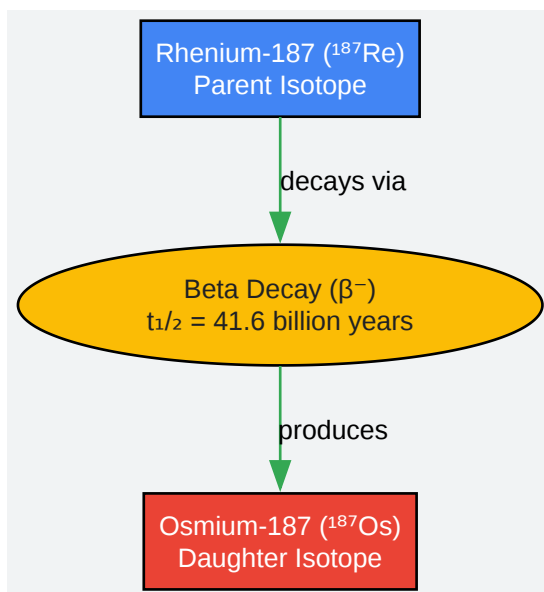 Rhenium-187 (¹⁸⁷Re)
Parent Isotope
decays via
Beta Decay (β⁻)
t₁/₂ = 41.6 billion years
produces
Osmium-187 (¹⁸⁷Os)
Daughter Isotope